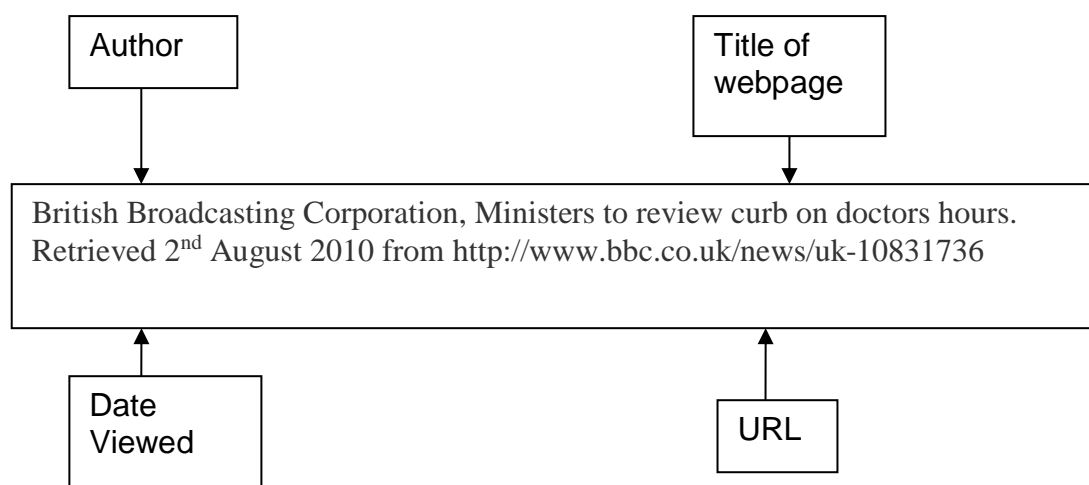 Author
Title of
webpage
British Broadcasting Corporation, Ministers to review curb on doctors hours.
Retrieved 2nd August 2010 from http://www.bbc.co.uk/news/uk-10831736
Date
Viewed
URL